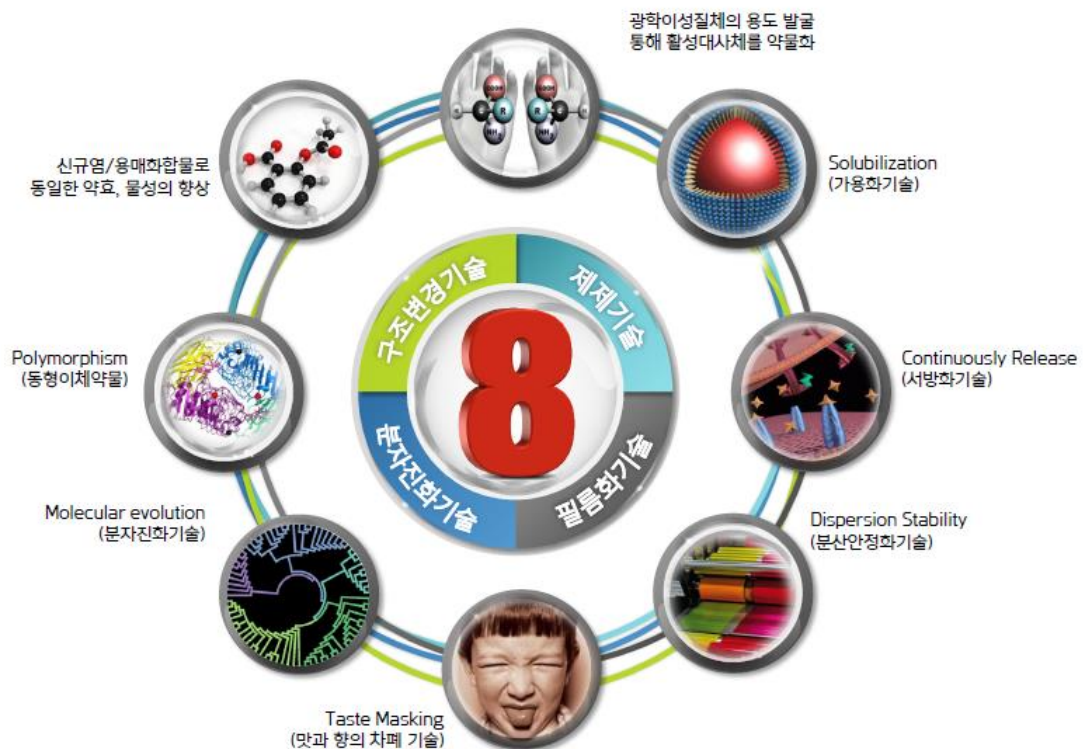 광학이성질체의 용도 발굴
통해 활성대사체를 약물화
신규염/용매화합물로
동일한 약효, 물성의 향상
COOH
COOH
H
C
R
R
C
H
NH2
NH2
Solubilization
(가용화기술)
구조변경기술
제제기술
8
분자진화기술
필름화기술
Polymorphism
(동형이체약물)
Continuously Release
(서방화기술)
Molecular evolution
(분자진화기술)
Dispersion Stability
(분산안정화기술)
Taste Masking
(맛과 향의 차폐 기술)